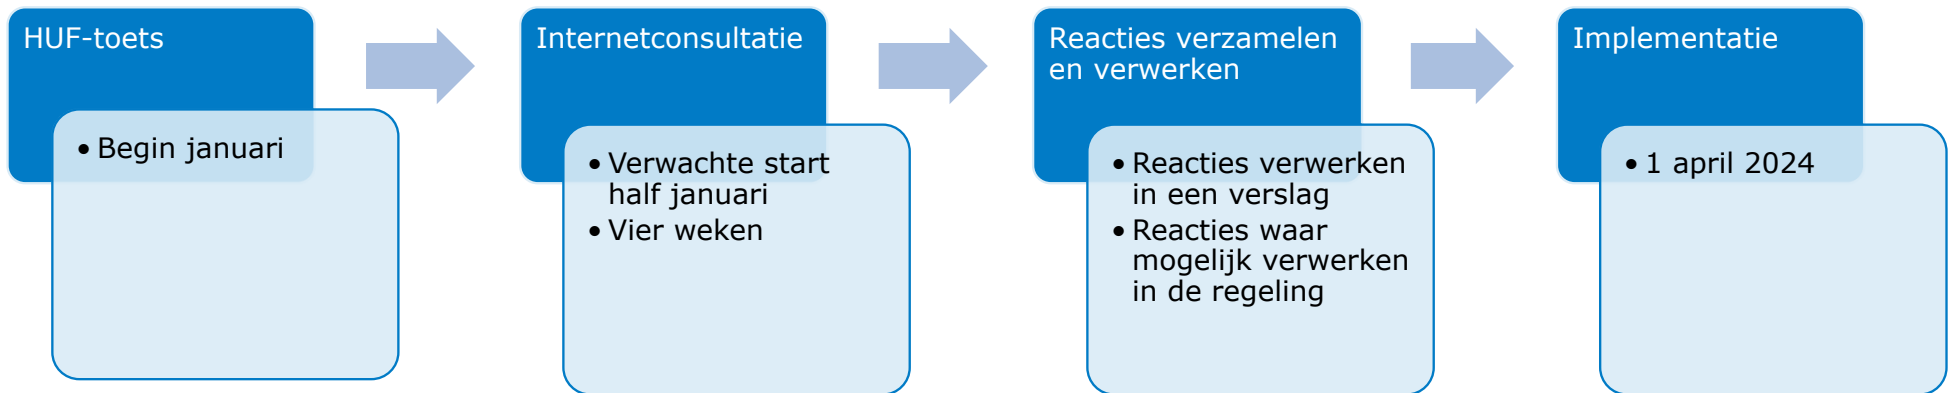 HUF-toets
• Begin januari
Internetconsultatie
• Verwachte start
half januari
• Vier weken
Reacties verzamelen
en verwerken
• Reacties verwerken
in een verslag
• Reacties waar
mogelijk verwerken
in de regeling
Implementatie
• 1 april 2024